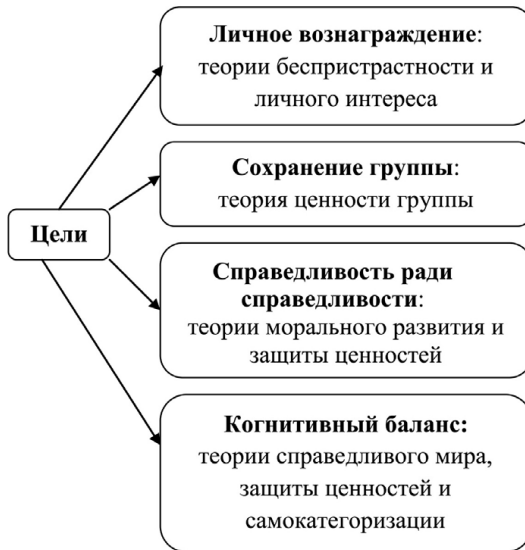 Личное вознаграждение:
теории беспристрастности и
личного интереса
Сохранение группы:
теория ценности группы
Цели
Справедливость ради
справедливости:
теории морального развития и
защиты ценностей
Когнитивный баланс:
теории справедливого мира,
защиты ценностей и
самокатегоризации